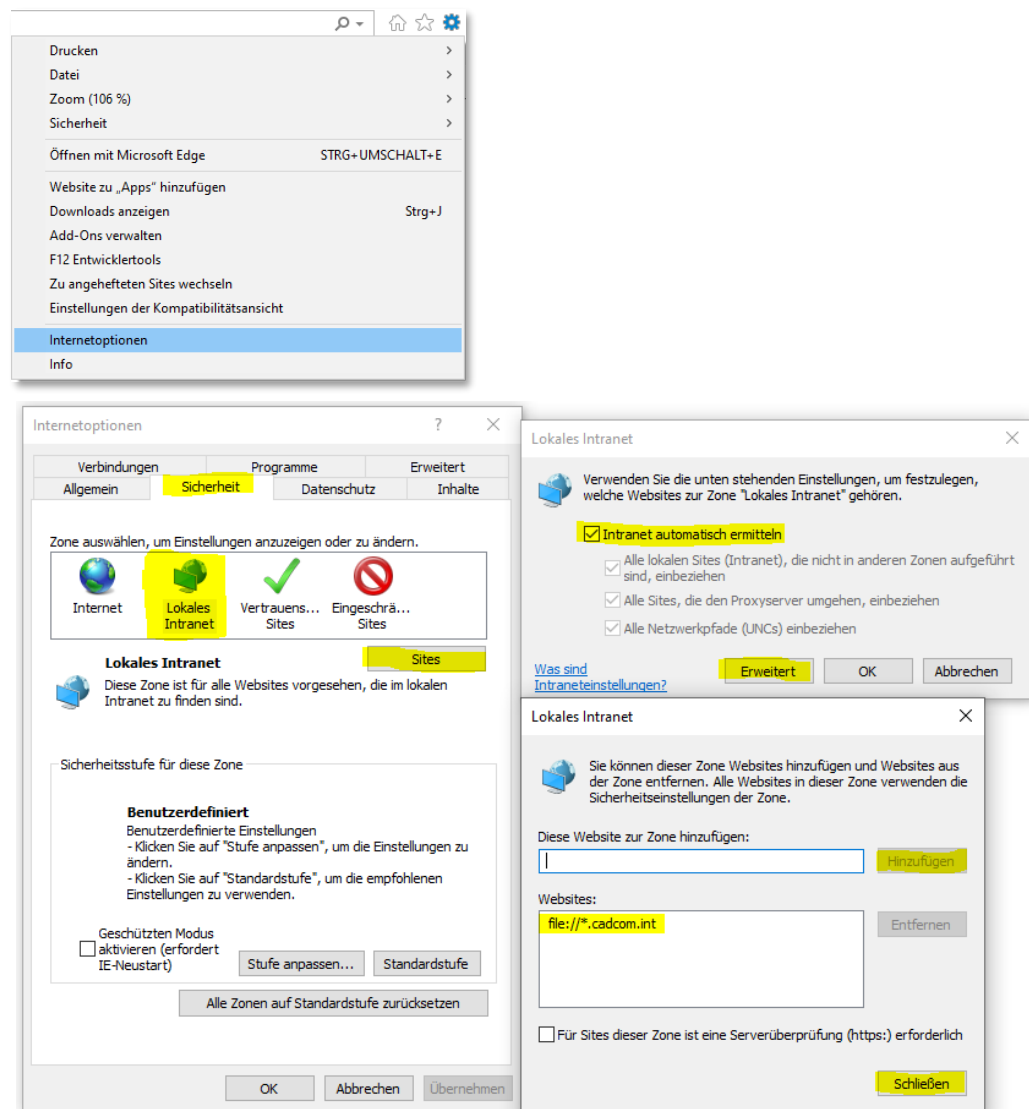 Drucken
Datei
Zoom (106 %)
Sicherheit
Öffnen mit Microsoft Edge STRG+UMSCHALT+E
Website zu „Apps“ hinzufügen
Downloads anzeigen Strg+J
Add-Ons verwalten
F12 Entwicklertools
Zu angehefteten Sites wechseln
Einstellungen der Kompatibilitätsansicht
Internetoptionen
Info
Internetoptionen ?
Verbindungen Programme Erweitert
Allgemein Sicherheit Datenschutz Inhalte
Zone auswählen, um Einstellungen anzuzeigen oder zu ändern.
Internet Lokales Vertrauens... Eingeschrä...
Intranet Sites Sites
Sites
Lokales Intranet
Diese Zone ist für alle Websites vorgesehen, die im lokalen
Intranet zu finden sind.
Sicherheitsstufe für diese Zone
Benutzerdefiniert
Benutzerdefinierte Einstellungen
- Klicken Sie auf "Stufe anpassen", um die Einstellungen zu
ändern.
- Klicken Sie auf "Standardstufe", um die empfohlenen
Einstellungen zu verwenden.
Geschützten Modus
aktivieren (erfordert
IE-Neustart)
Stufe anpassen... Standardstufe
Alle Zonen auf Standardstufe zurücksetzen
OK Abbrechen Übernehmen
Lokales Intranet
Verwenden Sie die unten stehenden Einstellungen, um festzulegen,
welche Websites zur Zone "Lokales Intranet" gehören.
Intranet automatisch ermitteln
Alle lokalen Sites (Intranet), die nicht in anderen Zonen aufgeführt
sind, einbeziehen
Alle Sites, die den Proxyserver umgehen, einbeziehen
Alle Netzwerkpfade (UNCs) einbeziehen
Was sind
Intraneteinstellungen?
Erweitert OK Abbrechen
Lokales Intranet
Sie können dieser Zone Websites hinzufügen und Websites aus
der Zone entfernen. Alle Websites in dieser Zone verwenden die
Sicherheitseinstellungen der Zone.
Diese Website zur Zone hinzufügen:
Hinzufügen
Websites:
file://*.cadcom.int
Entfernen
Für Sites dieser Zone ist eine Serverüberprüfung (https:) erforderlich
Schließen